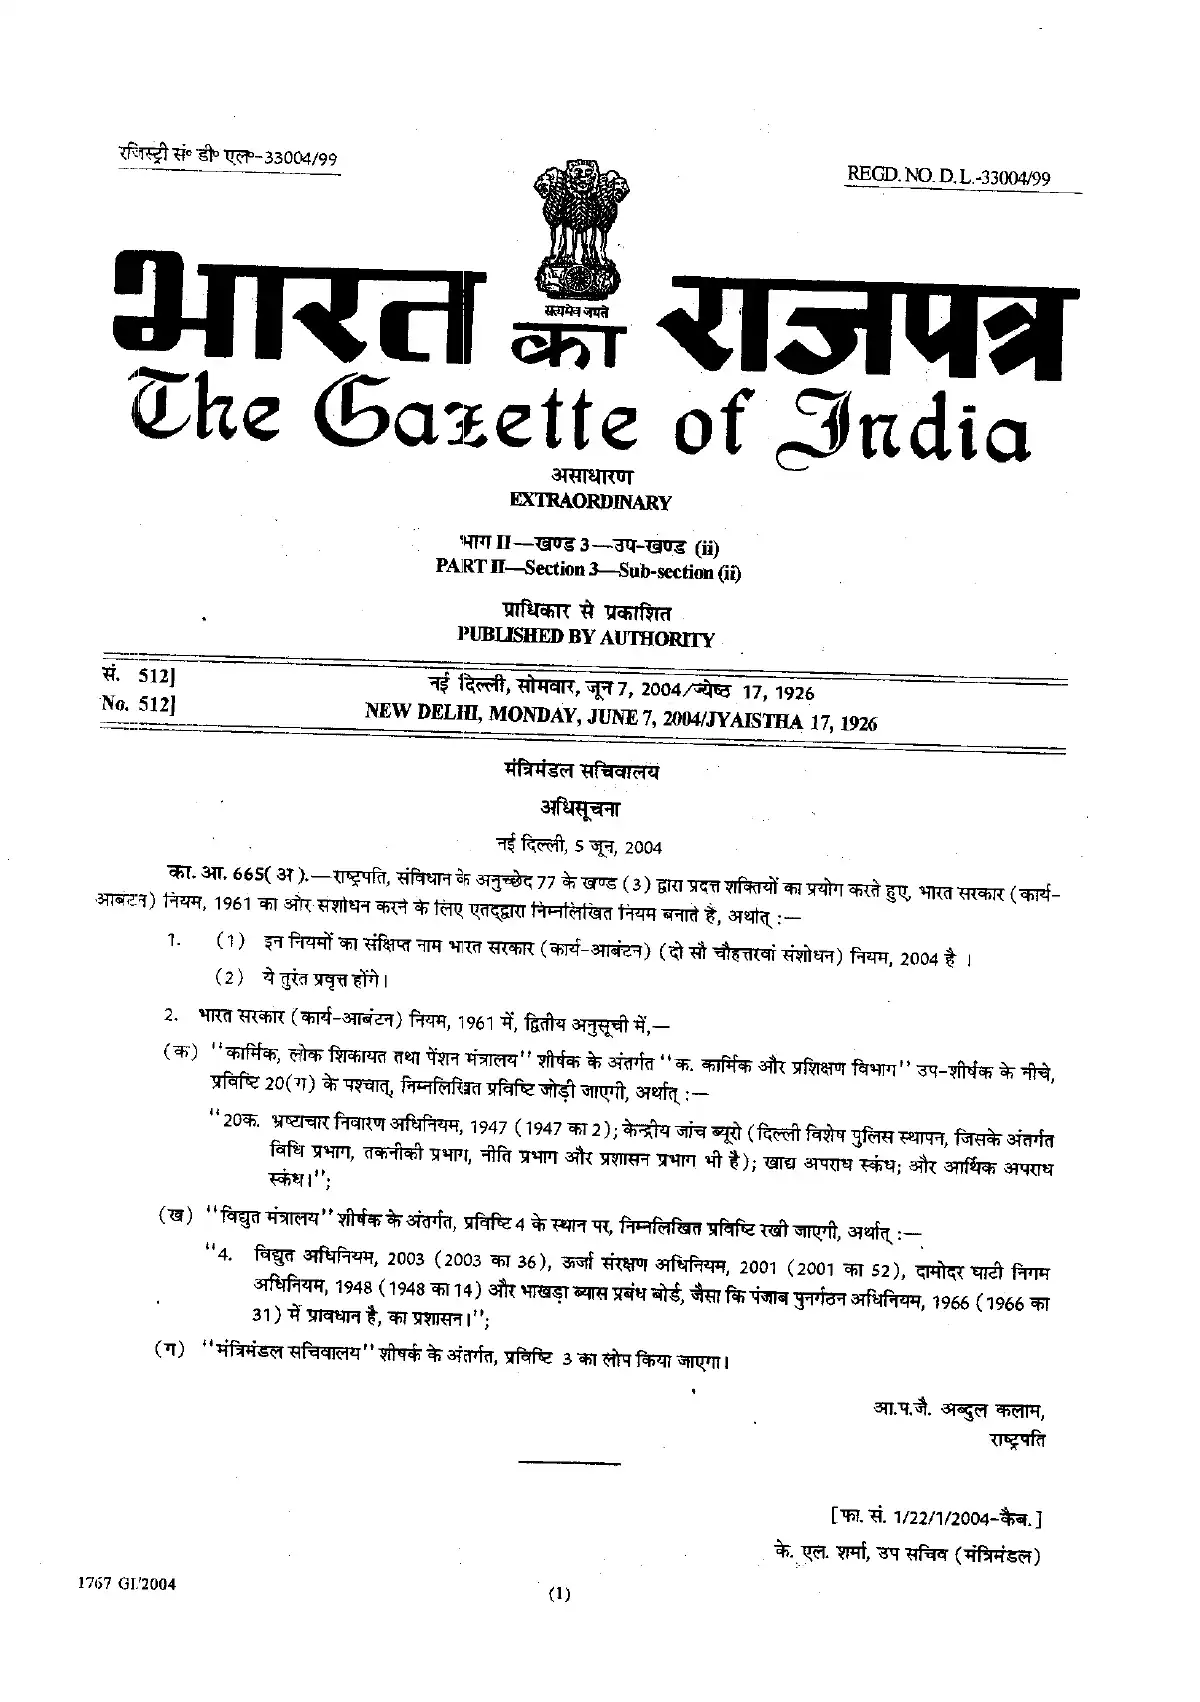 रजिस्ट्री सं० डी० एल०-33004/99
REGD. NO. D. L.-33004/99
सत्यमेव जयते
भारत का राजपत्र
The Gazette of India
असाधारण
EXTRAORDINARY
भाग II—खण्ड 3—उप-खण्ड (ii)
PART II—Section 3—Sub-section (ii)
प्राधिकार से प्रकाशित
PUBLISHED BY AUTHORITY
सं. 512]
नई दिल्ली, सोमवार, जून 7, 2004/ज्येष्ठ 17, 1926
No. 512]
NEW DELHI, MONDAY, JUNE 7, 2004/JYAISTHA 17, 1926
मंत्रिमंडल सचिवालय
अधिसूचना
नई दिल्ली, 5 जून, 2004
का. आ. 665( अ ).—राष्ट्रपति, संविधान के अनुच्छेद 77 के खण्ड (3) द्वारा प्रदत्त शक्तियों का प्रयोग करते हुए, भारत सरकार (कार्य-
आबंटन) नियम, 1961 का और संशोधन करने के लिए एतद्द्वारा निम्नलिखित नियम बनाते हैं, अर्थात् :—
1. (1) इन नियमों का संक्षिप्त नाम भारत सरकार (कार्य-आबंटन) (दो सौ चौहत्तरवां संशोधन) नियम, 2004 है ।
(2) ये तुरंत प्रवृत्त होंगे।
2. भारत सरकार (कार्य-आबंटन) नियम, 1961 में, द्वितीय अनुसूची में,—
(क) ''कार्मिक, लोक शिकायत तथा पेंशन मंत्रालय'' शीर्षक के अंतर्गत ''क. कार्मिक और प्रशिक्षण विभाग'' उप-शीर्षक के नीचे,
प्रविष्टि 20(ग) के पश्चात्, निम्नलिखित प्रविष्टि जोड़ी जाएगी, अर्थात् :—
''20क. भ्रष्टाचार निवारण अधिनियम, 1947 (1947 का 2); केन्द्रीय जांच ब्यूरो (दिल्ली विशेष पुलिस स्थापन, जिसके अंतर्गत
विधि प्रभाग, तकनीकी प्रभाग, नीति प्रभाग और प्रशासन प्रभाग भी है); खाद्य अपराध स्कंध; और आर्थिक अपराध
स्कंध।'';
(ख) ''विद्युत मंत्रालय'' शीर्षक के अंतर्गत, प्रविष्टि 4 के स्थान पर, निम्नलिखित प्रविष्टि रखी जाएगी, अर्थात् :—
''4. विद्युत अधिनियम, 2003 (2003 का 36), ऊर्जा संरक्षण अधिनियम, 2001 (2001 का 52), दामोदर घाटी निगम
अधिनियम, 1948 (1948 का 14) और भाखड़ा ब्यास प्रबंध बोर्ड, जैसा कि पंजाब पुनर्गठन अधिनियम, 1966 (1966 का
31) में प्रावधान है, का प्रशासन।'';
(ग) ''मंत्रिमंडल सचिवालय'' शीर्षक के अंतर्गत, प्रविष्टि 3 का लोप किया जाएगा।
आ.प.जै. अब्दुल कलाम,
राष्ट्रपति
[फा. सं. 1/22/1/2004-कैब.]
के. एल. शर्मा, उप सचिव (मंत्रिमंडल)
1767 GI/2004
(1)